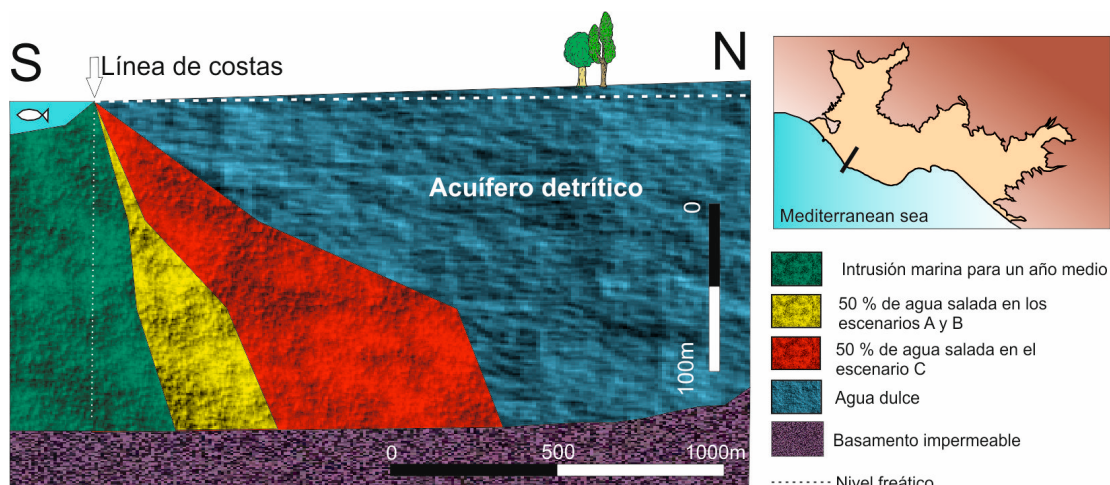 S
Línea de costas
N
Acuífero detrítico
0
100m
0 500 1000m
Mediterranean sea
Intrusión marina para un año medio
50 % de agua salada en los
escenarios A y B
50 % de agua salada en el
escenario C
Agua dulce
Basamento impermeable
Nivel freático